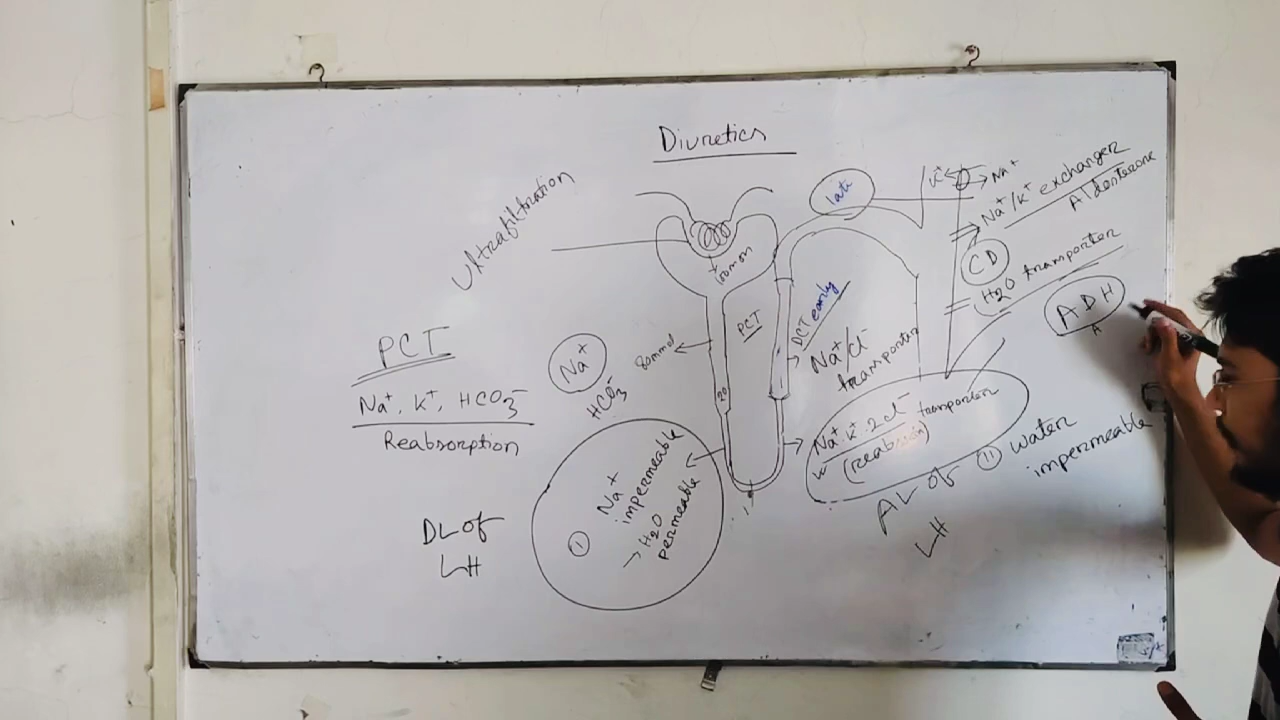 Diuretics
Ultrafiltration
late
K⁺
Na⁺
Na⁺/K⁺ exchanger
Aldosterone
CD
H₂O transporter
ADH
PCT
Na⁺, K⁺, HCO₃⁻
Reabsorption
Na⁺
HCO₃⁻
PCT
20
DCT early
Na⁺/Cl⁻
transporter
Na⁺ K⁺ 2Cl⁻ transporter
AL of
LH
(ii) water
impermeable
DL of
LH
(i) Na⁺
impermeable
→ H₂O
permeable